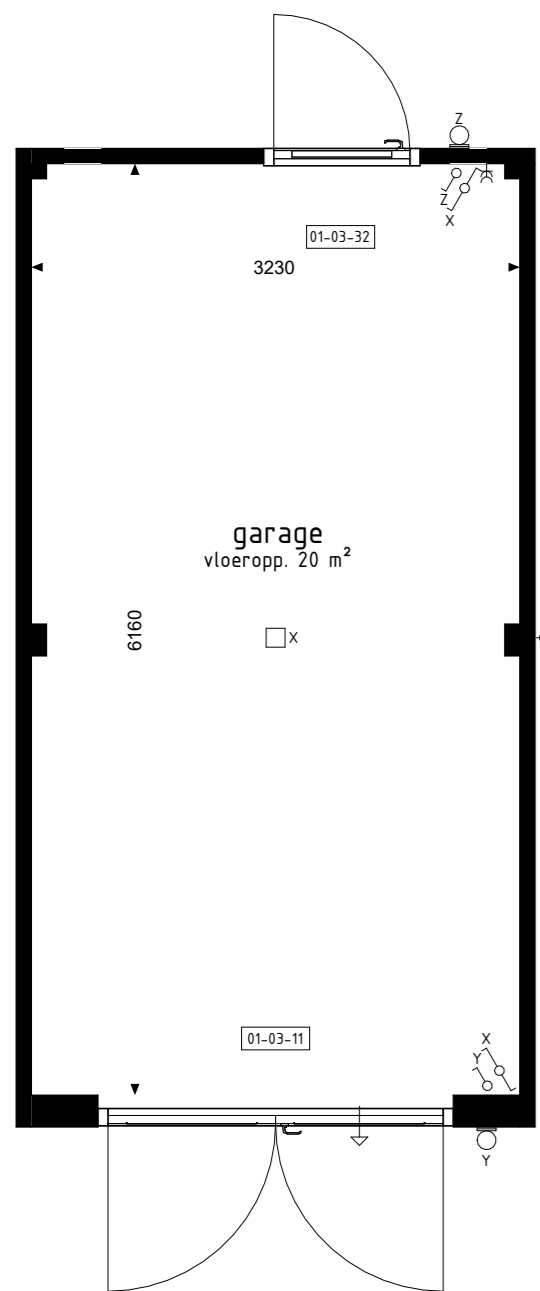 Z
Z
X
01-03-32
3230
garage
vloeropp. 20 m²
6160
X
01-03-11
X
Y
Y